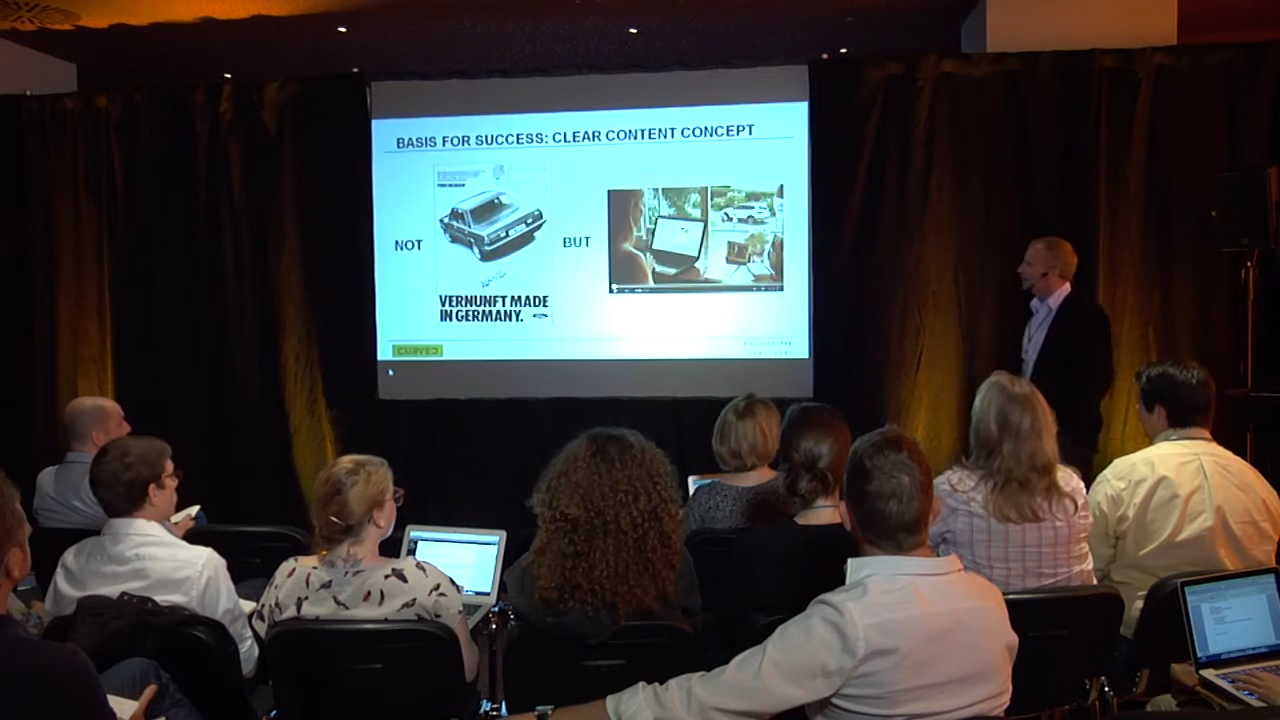 BASIS FOR SUCCESS: CLEAR CONTENT CONCEPT
NOT
BUT
VERNUNFT MADE
IN GERMANY.
CURVED